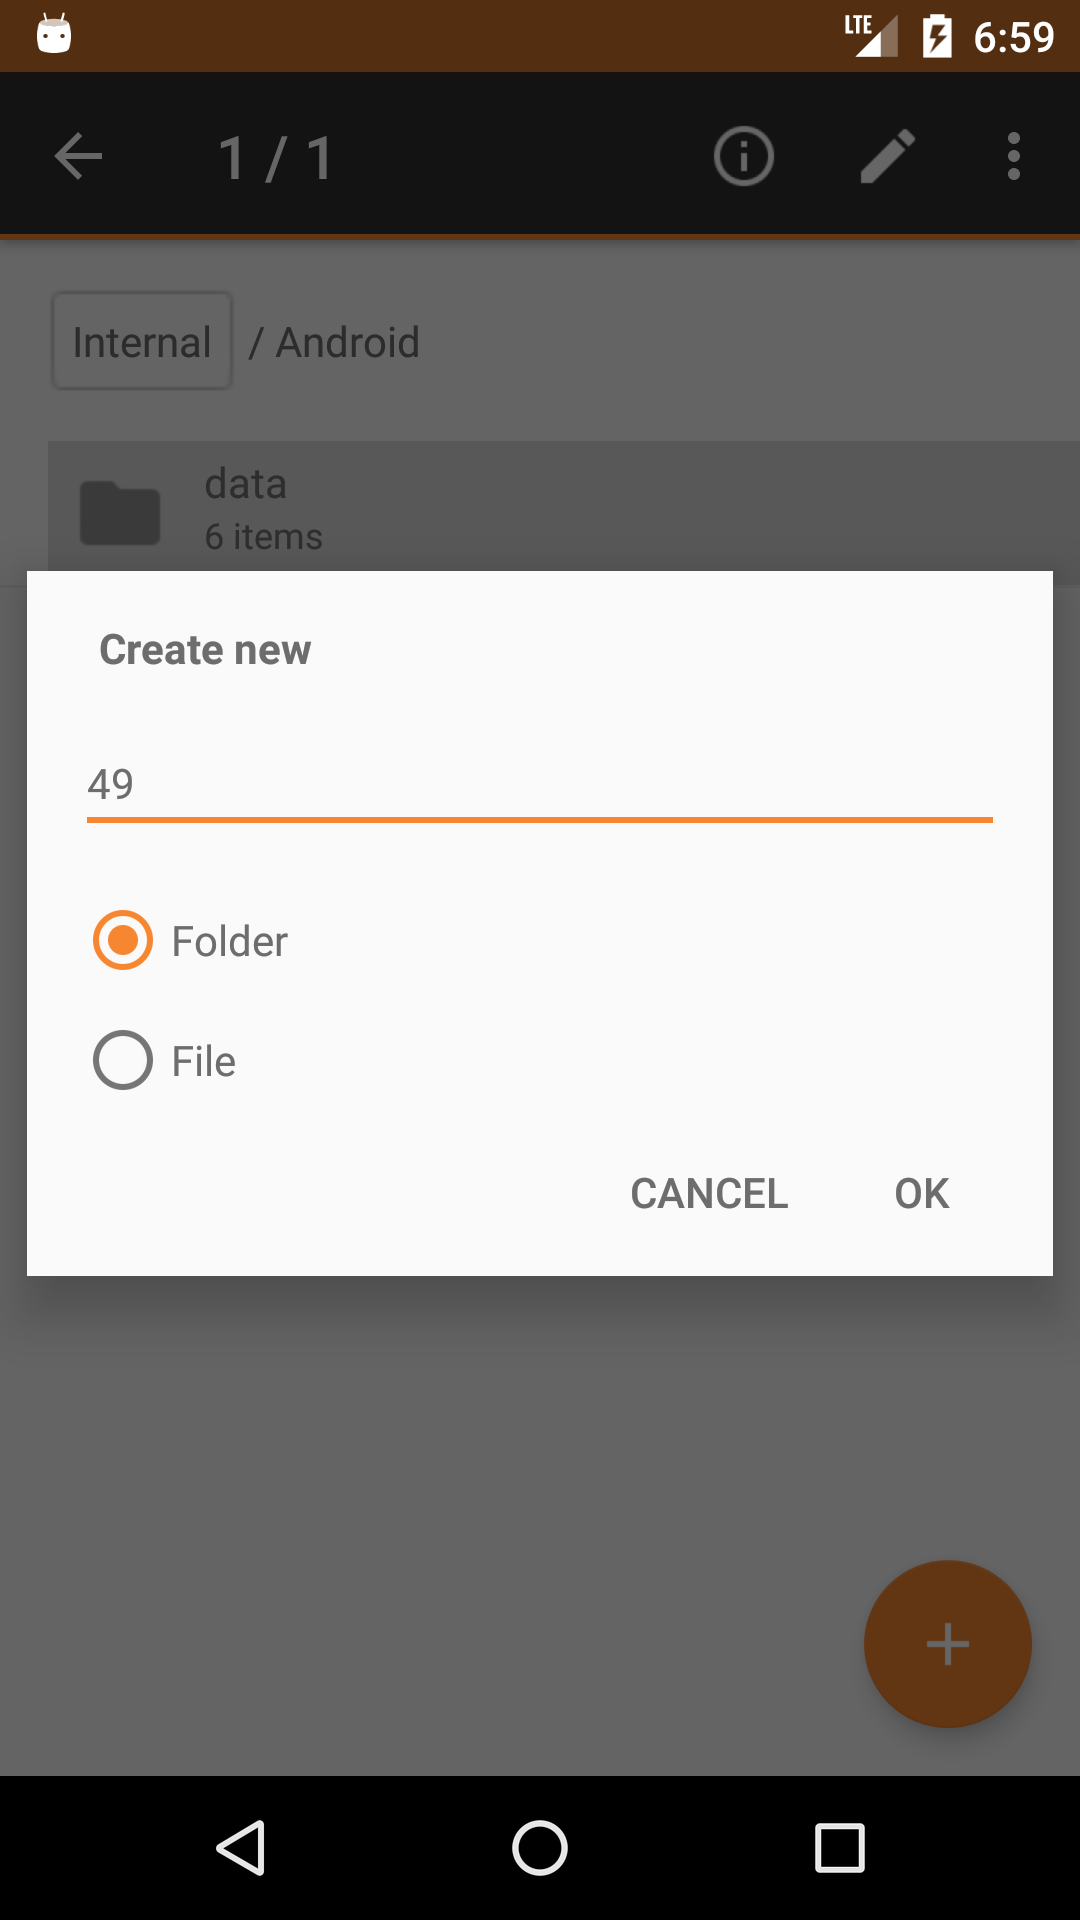 LTE 6:59
1 / 1
Internal / Android
data
6 items
Create new
49
Folder
File
CANCEL OK